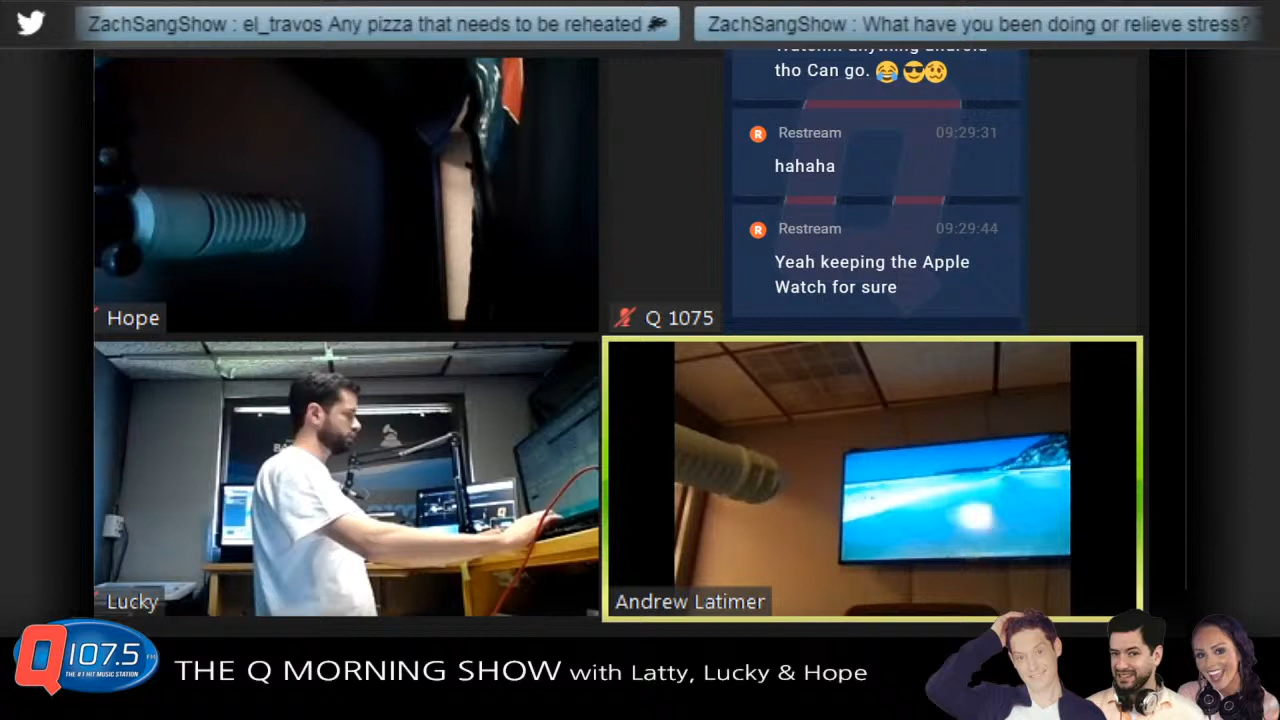 ZachSangShow : el_travos Any pizza that needs to be reheated
ZachSangShow : What have you been doing or relieve stress?
tho Can go. 😂😎🥴
Restream 09:29:31
hahaha
Restream 09:29:44
Yeah keeping the Apple
Watch for sure
Hope
Q 1075
Lucky
Andrew Latimer
Q 107.5 FM
THE #1 HIT MUSIC STATION
THE Q MORNING SHOW with Latty, Lucky & Hope